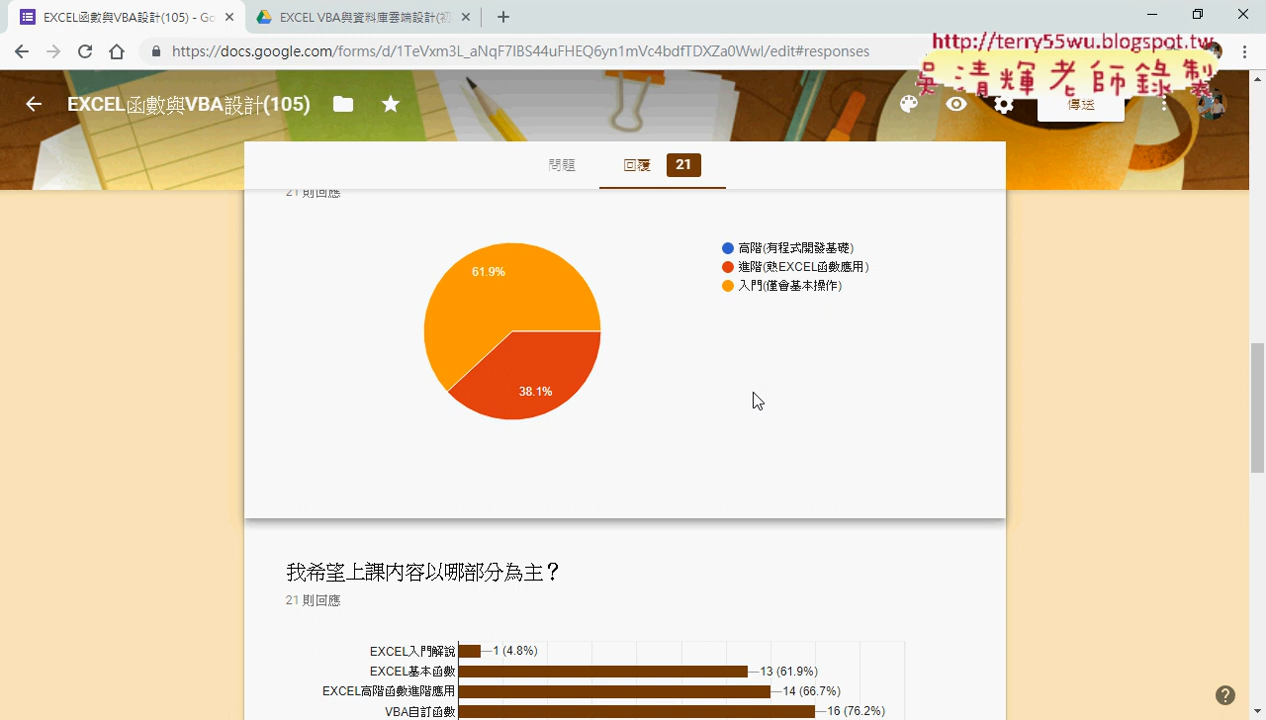 EXCEL函數與VBA設計(105) - Go
EXCEL VBA與資料庫雲端設計(初
https://docs.google.com/forms/d/1TeVxm3L_aNqF7IBS44uFHEQ6yn1mVc4bdfTDXZa0Wwl/edit#responses
http://terry55wu.blogspot.tw
吳清輝老師錄製
EXCEL函數與VBA設計(105)
傳送
問題
回覆 21
21 則回應
61.9%
38.1%
高階(有程式開發基礎)
進階(熟EXCEL函數應用)
入門(僅會基本操作)
我希望上課内容以哪部分為主？
21 則回應
EXCEL入門解說 1 (4.8%)
EXCEL基本函數 13 (61.9%)
EXCEL高階函數進階應用 14 (66.7%)
VBA自訂函數 16 (76.2%)